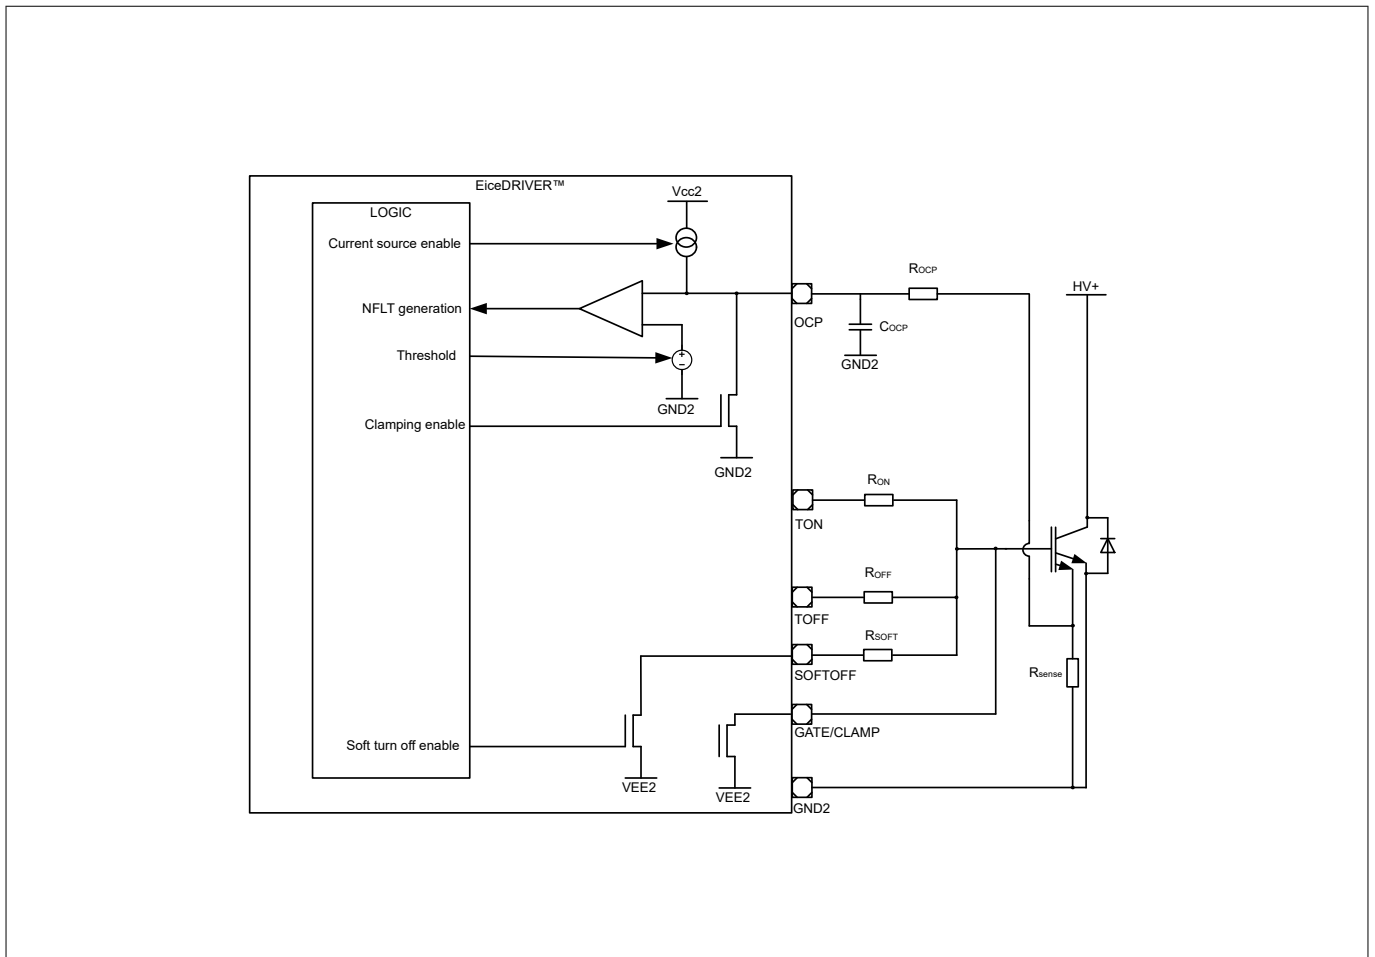 EiceDRIVER™
LOGIC
Vcc2
Current source enable
NFLT generation
Threshold
+
−
GND2
Clamping enable
GND2
OCP
ROCP
COCP
GND2
HV+
TON
RON
TOFF
ROFF
SOFTOFF
RSOFT
Rsense
GATE/CLAMP
Soft turn off enable
VEE2
VEE2
GND2